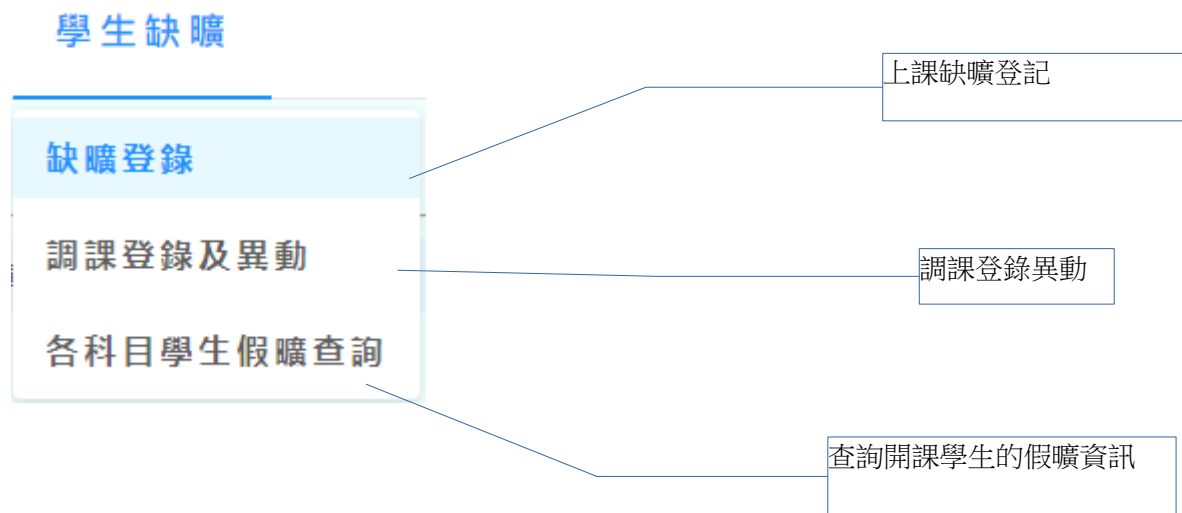 學生缺曠
上課缺曠登記
缺曠登錄
調課登錄及異動
調課登錄異動
各科目學生假曠查詢
查詢開課學生的假曠資訊